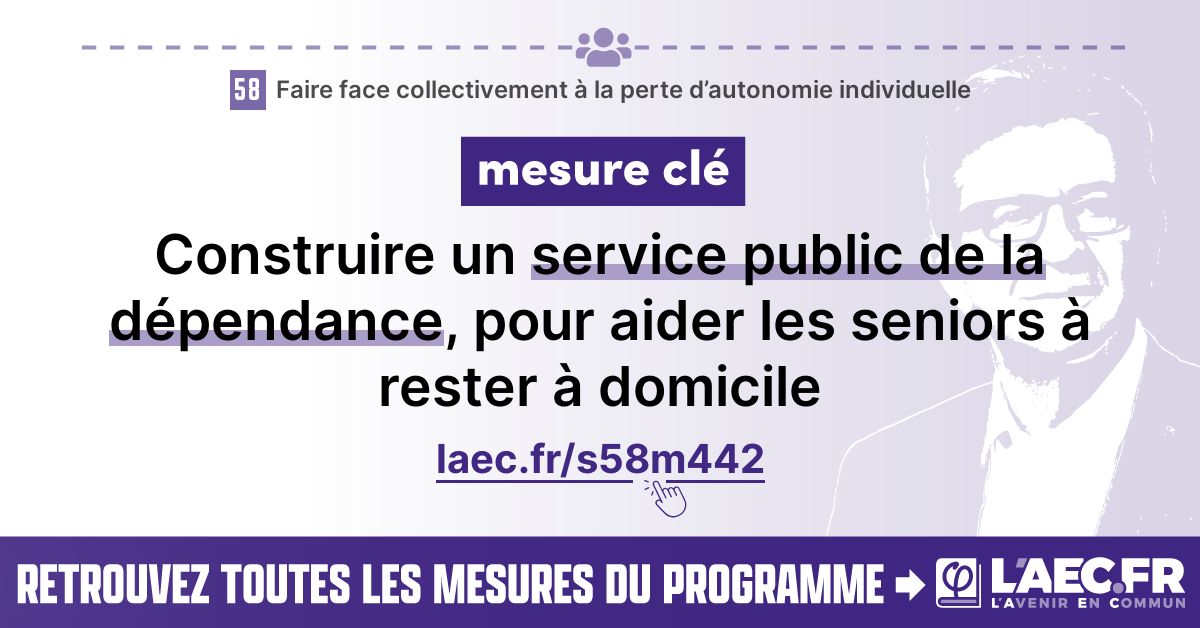 58 Faire face collectivement à la perte d’autonomie individuelle
mesure clé
Construire un service public de la
dépendance, pour aider les seniors à
rester à domicile
laec.fr/s58m442
RETROUVEZ TOUTES LES MESURES DU PROGRAMME
L'AEC.FR
L'AVENIR EN COMMUN